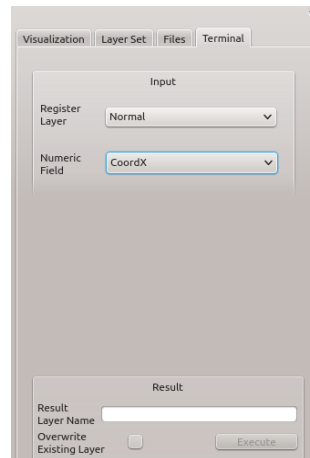 Visualization Layer Set Files Terminal
Input
Register
Layer
Normal
Numeric
Field
CoordX
Result
Result
Layer Name
Overwrite
Existing Layer
Execute